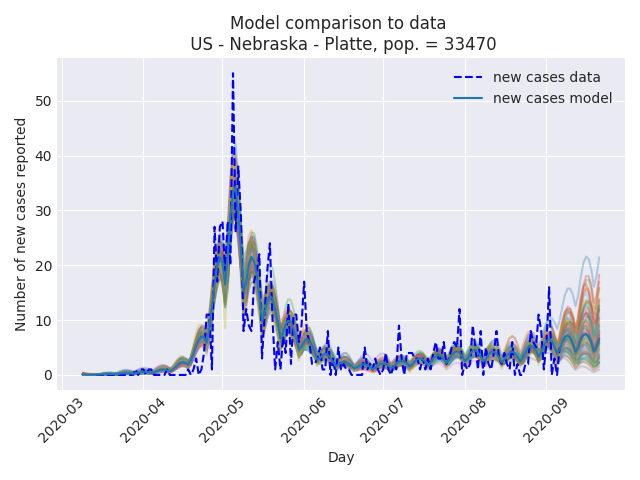 Model comparison to data
US - Nebraska - Platte, pop. = 33470
new cases data
new cases model
Number of new cases reported
50
40
30
20
10
0
2020-03
2020-04
2020-05
2020-06
2020-07
2020-08
2020-09
Day